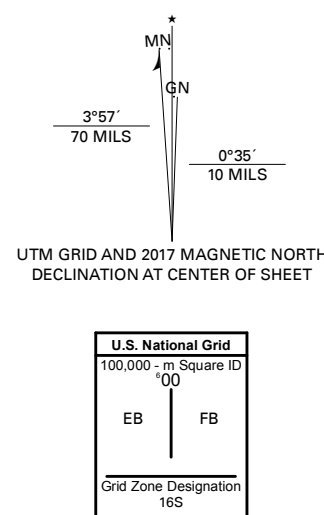 ★
MN
GN
3°57´
70 MILS
0°35´
10 MILS
UTM GRID AND 2017 MAGNETIC NORTH
DECLINATION AT CENTER OF SHEET
U.S. National Grid
100,000 - m Square ID
⁶00
EB FB
Grid Zone Designation
16S